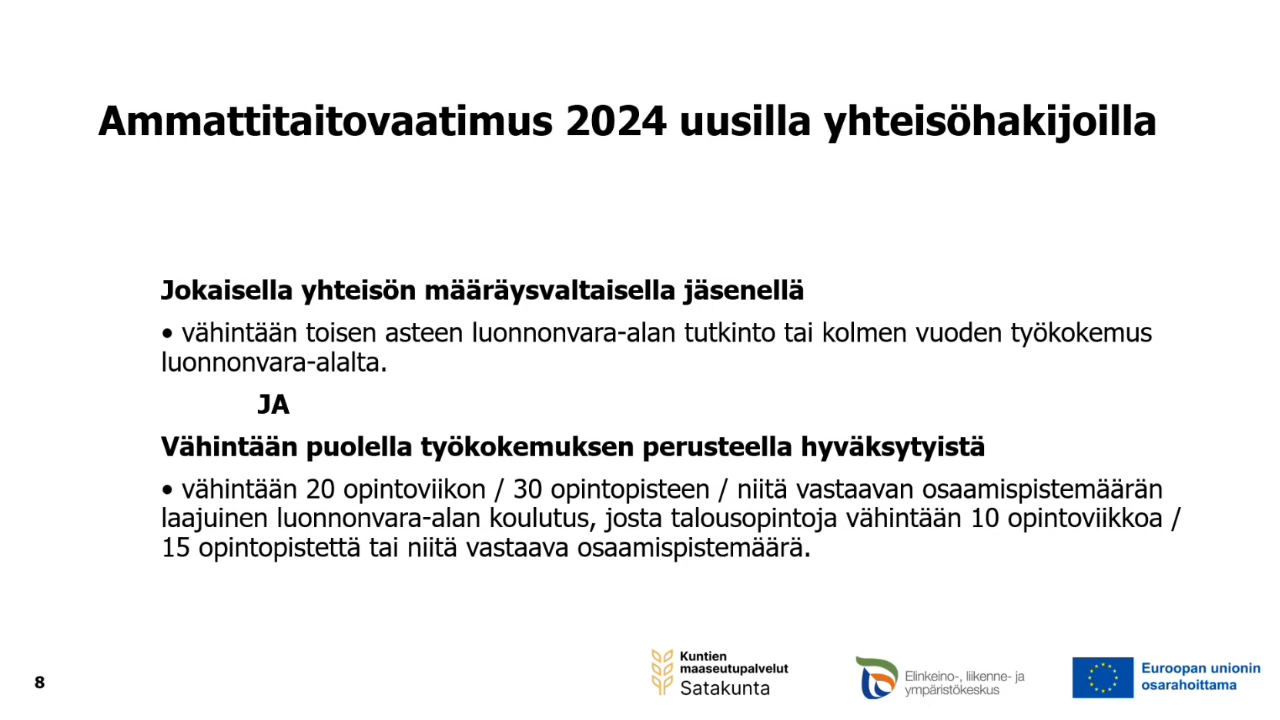 Ammattitaitovaatimus 2024 uusilla yhteisöhakijoilla
Jokaisella yhteisön määräysvaltaisella jäsenellä
• vähintään toisen asteen luonnonvara-alan tutkinto tai kolmen vuoden työkokemus
luonnonvara-alalta.
JA
Vähintään puolella työkokemuksen perusteella hyväksytyistä
• vähintään 20 opintoviikon / 30 opintopisteen / niitä vastaavan osaamispistemäärän
laajuinen luonnonvara-alan koulutus, josta talousopintoja vähintään 10 opintoviikkoa /
15 opintopistettä tai niitä vastaava osaamispistemäärä.
8
Kuntien
maaseutupalvelut
Satakunta
Elinkeino-, liikenne- ja
ympäristökeskus
Euroopan unionin
osarahoittama